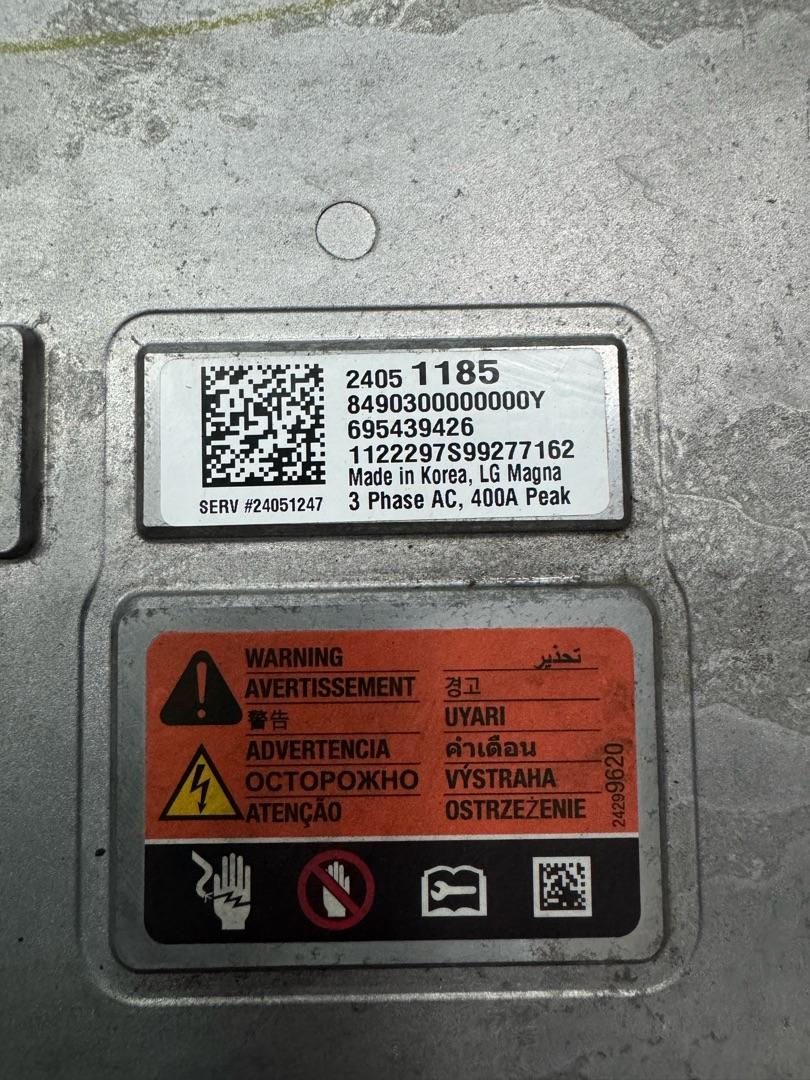 2405 1185
8490300000000Y
695439426
1122297S99277162
Made in Korea, LG Magna
SERV #24051247
3 Phase AC, 400A Peak
WARNING
AVERTISSEMENT
警告
ADVERTENCIA
ОСТОРОЖНО
ATENÇÃO
تحذير
경고
UYARI
คำเตือน
VÝSTRAHA
OSTRZEŻENIE
24299620